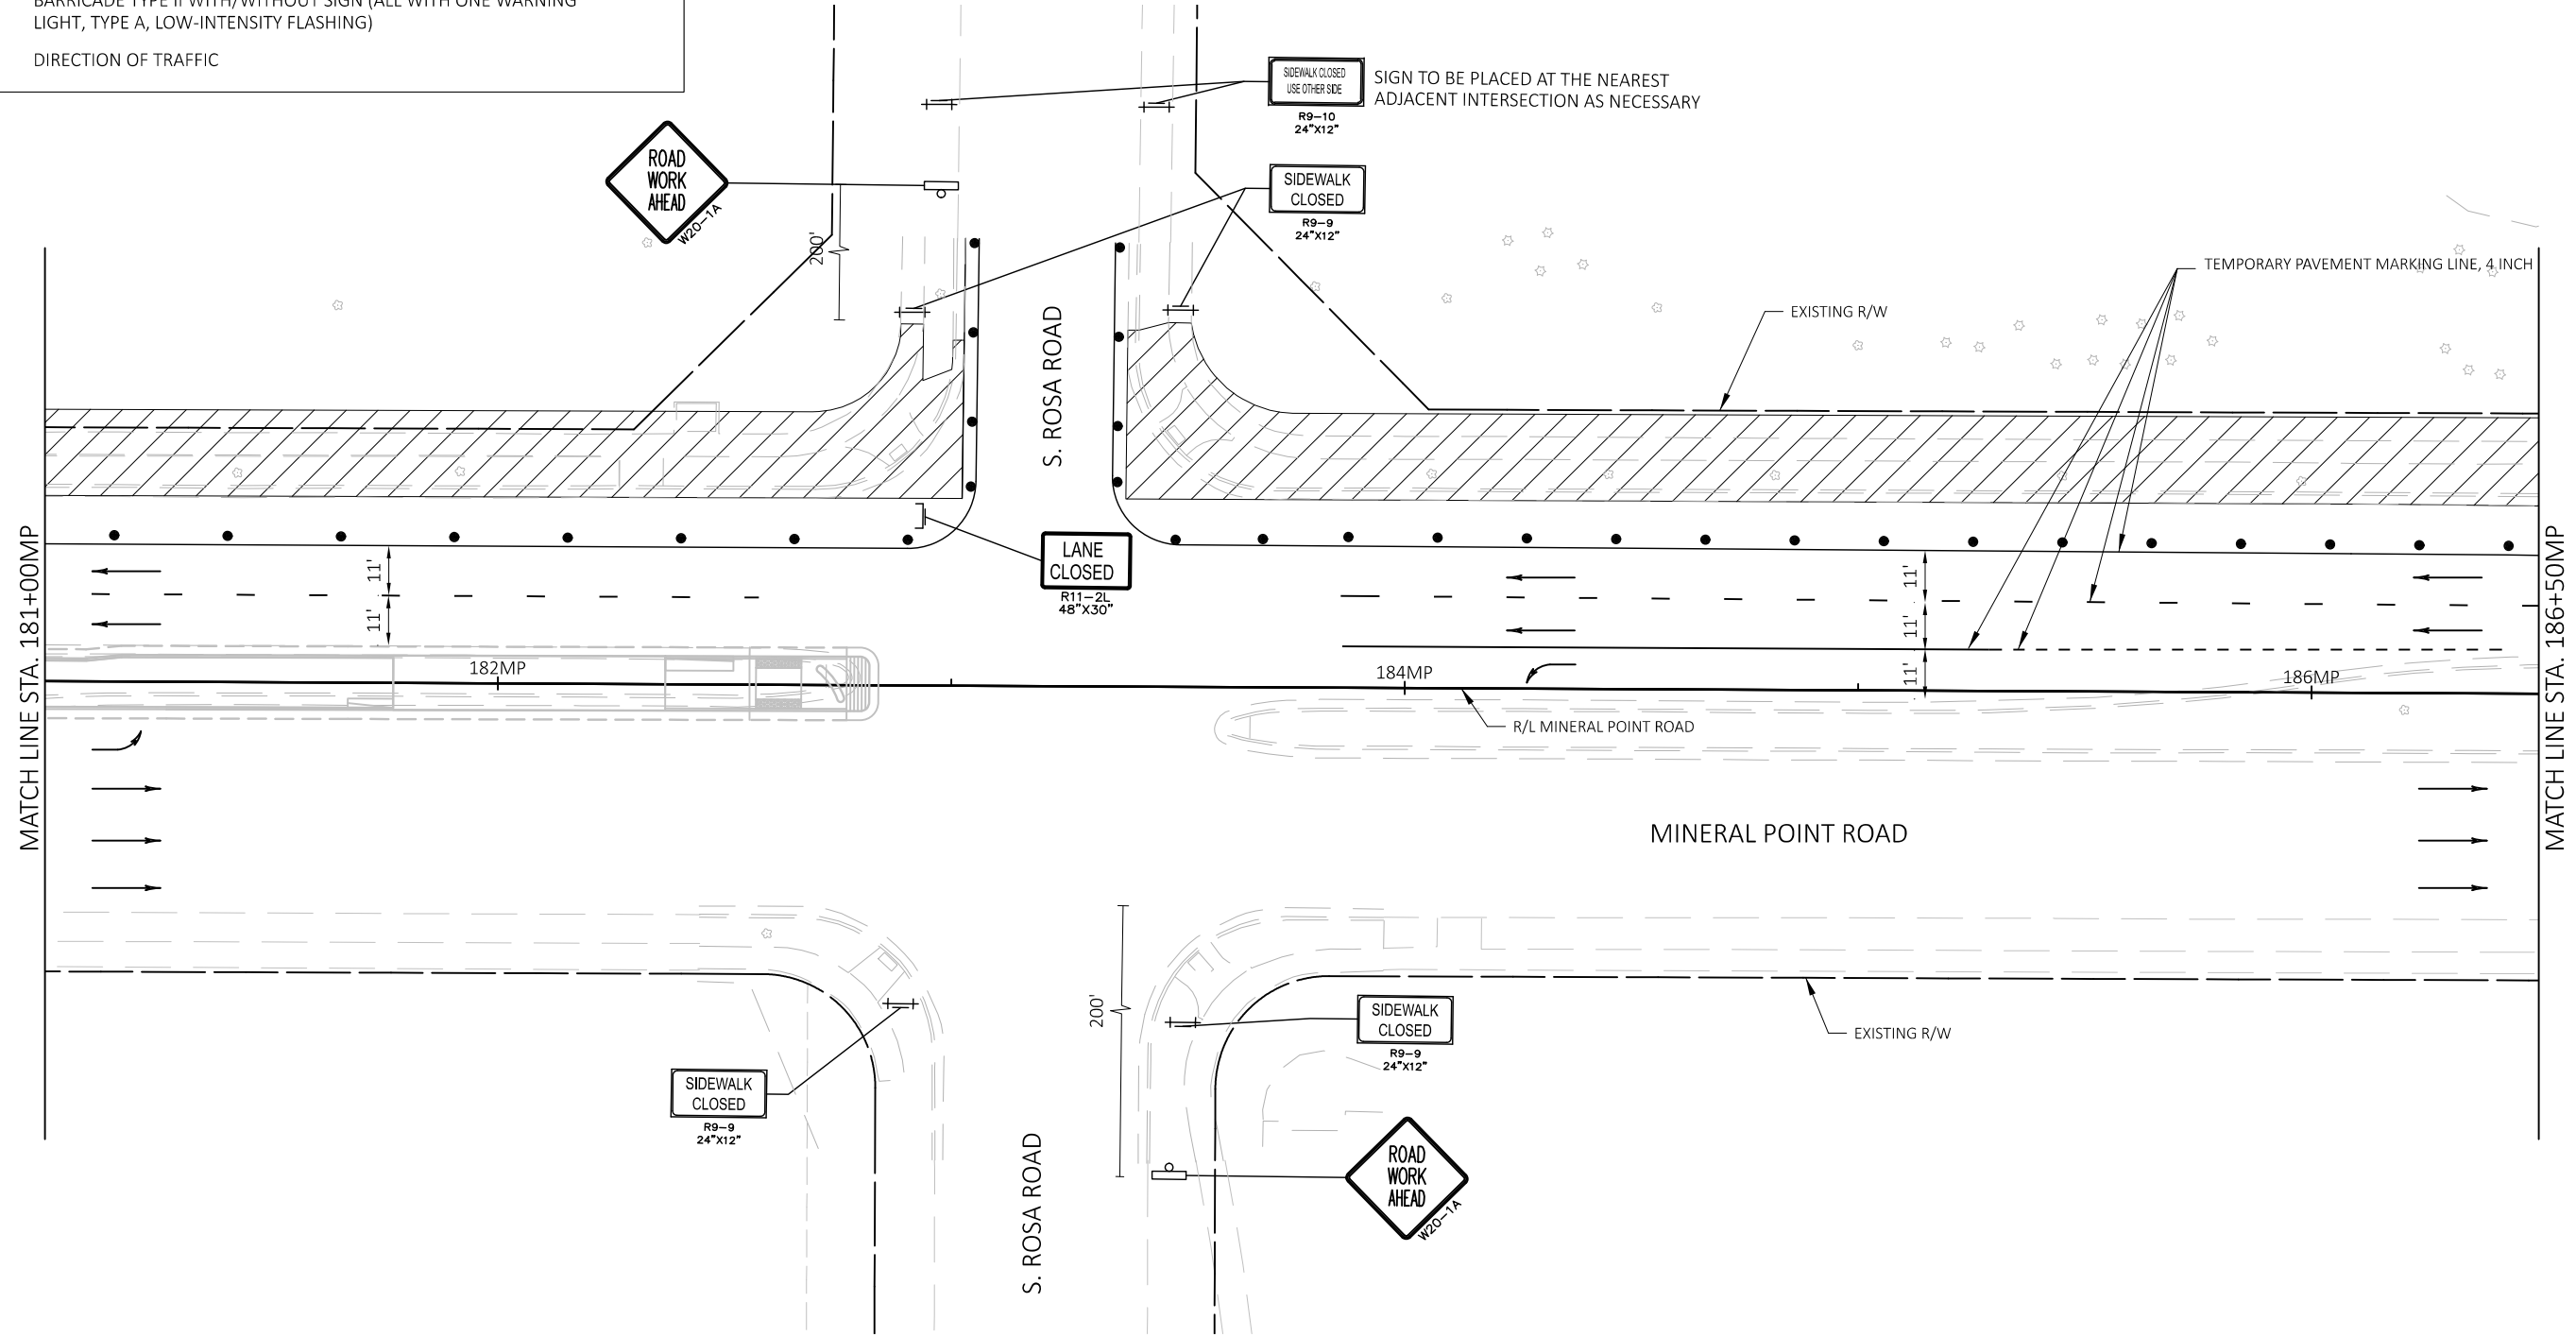 BARRICADE TYPE II WITH/WITHOUT SIGN (ALL WITH ONE WARNING
LIGHT, TYPE A, LOW-INTENSITY FLASHING)
DIRECTION OF TRAFFIC
SIDEWALK CLOSED
USE OTHER SIDE
R9-10
24"X12"
SIGN TO BE PLACED AT THE NEAREST
ADJACENT INTERSECTION AS NECESSARY
ROAD
WORK
AHEAD
W20-1A
200'
SIDEWALK
CLOSED
R9-9
24"X12"
TEMPORARY PAVEMENT MARKING LINE, 4 INCH
EXISTING R/W
S. ROSA ROAD
LANE
CLOSED
R11-2L
48"X30"
MATCH LINE STA. 181+00MP
11'
11'
11'
11'
11'
MATCH LINE STA. 186+50MP
182MP
184MP
186MP
R/L MINERAL POINT ROAD
MINERAL POINT ROAD
200'
SIDEWALK
CLOSED
R9-9
24"X12"
EXISTING R/W
SIDEWALK
CLOSED
R9-9
24"X12"
S. ROSA ROAD
ROAD
WORK
AHEAD
W20-1A